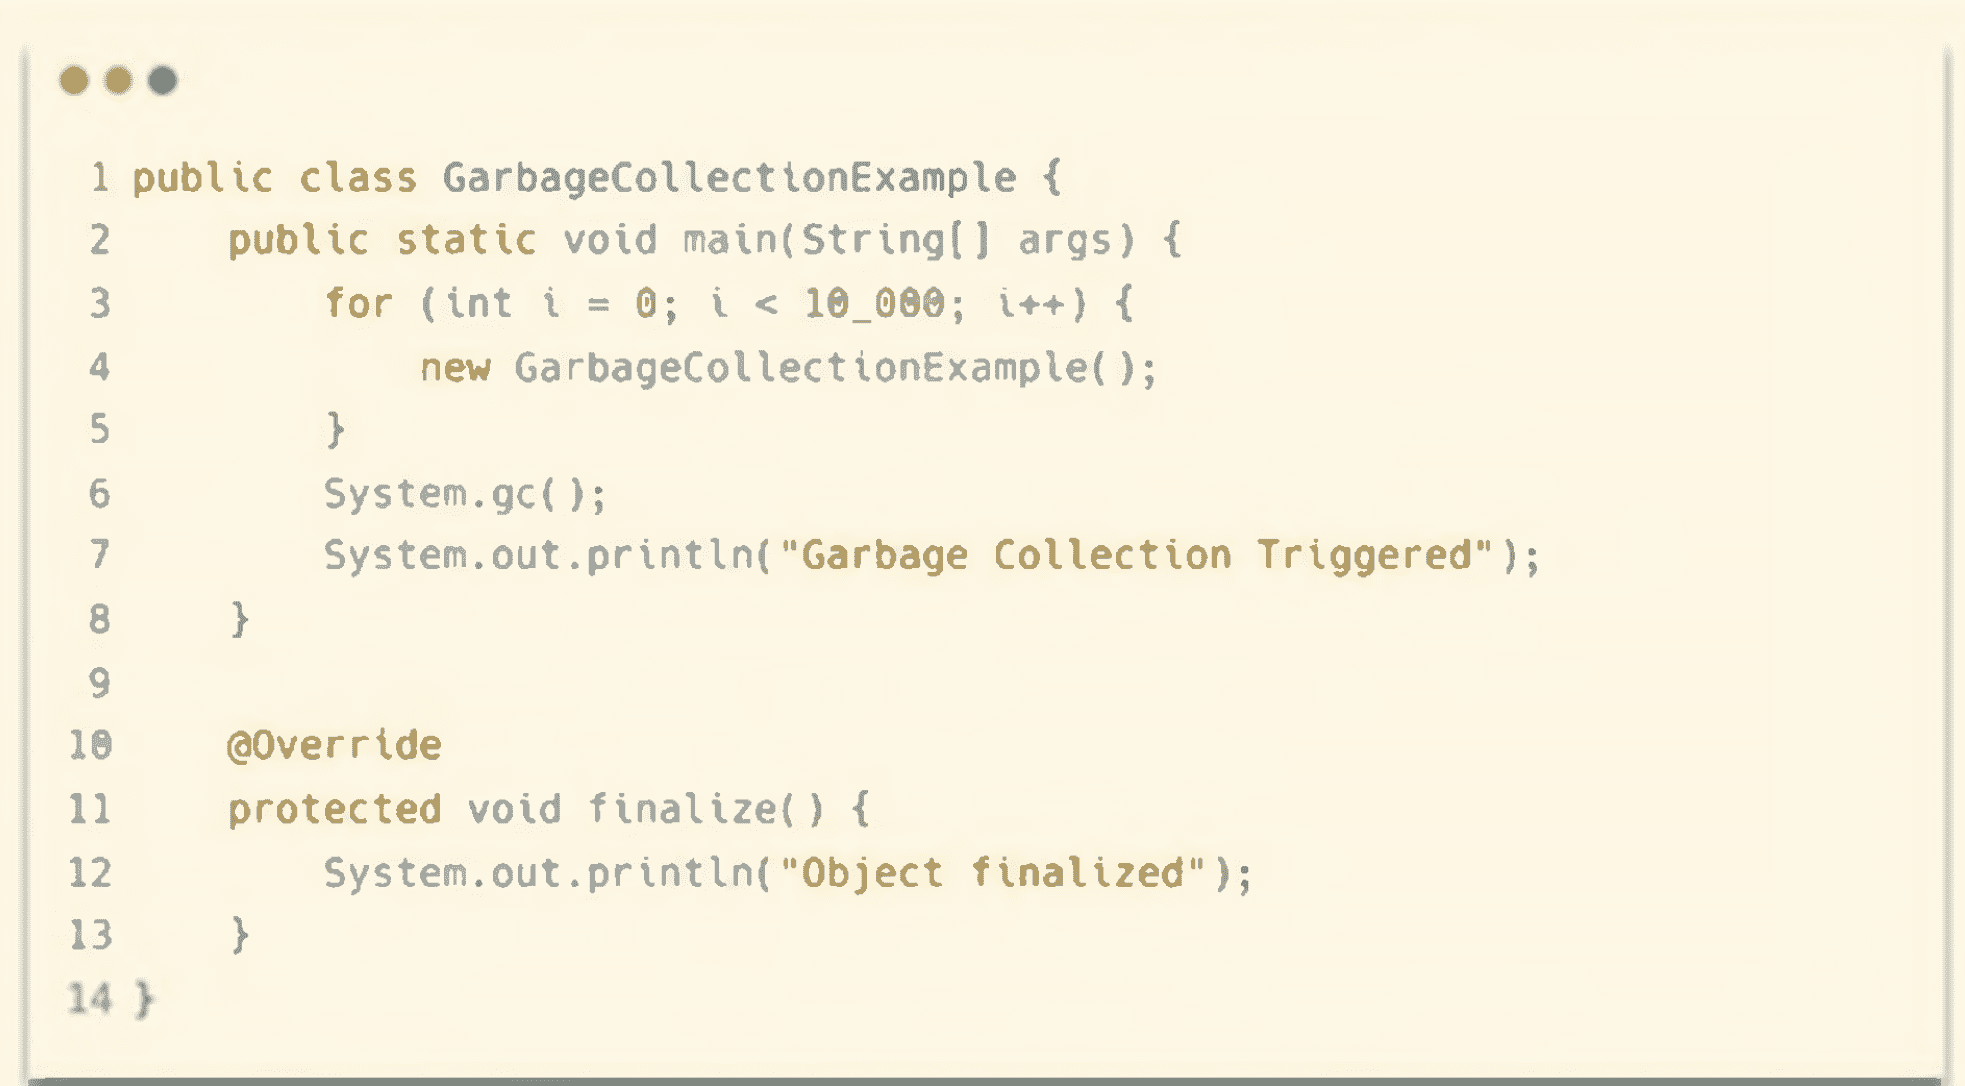 1 public class GarbageCollectionExample {
2     public static void main(String[] args) {
3         for (int i = 0; i < 10_000; i++) {
4             new GarbageCollectionExample();
5         }
6         System.gc();
7         System.out.println("Garbage Collection Triggered");
8     }
9
10     @Override
11     protected void finalize() {
12         System.out.println("Object finalized");
13     }
14 }